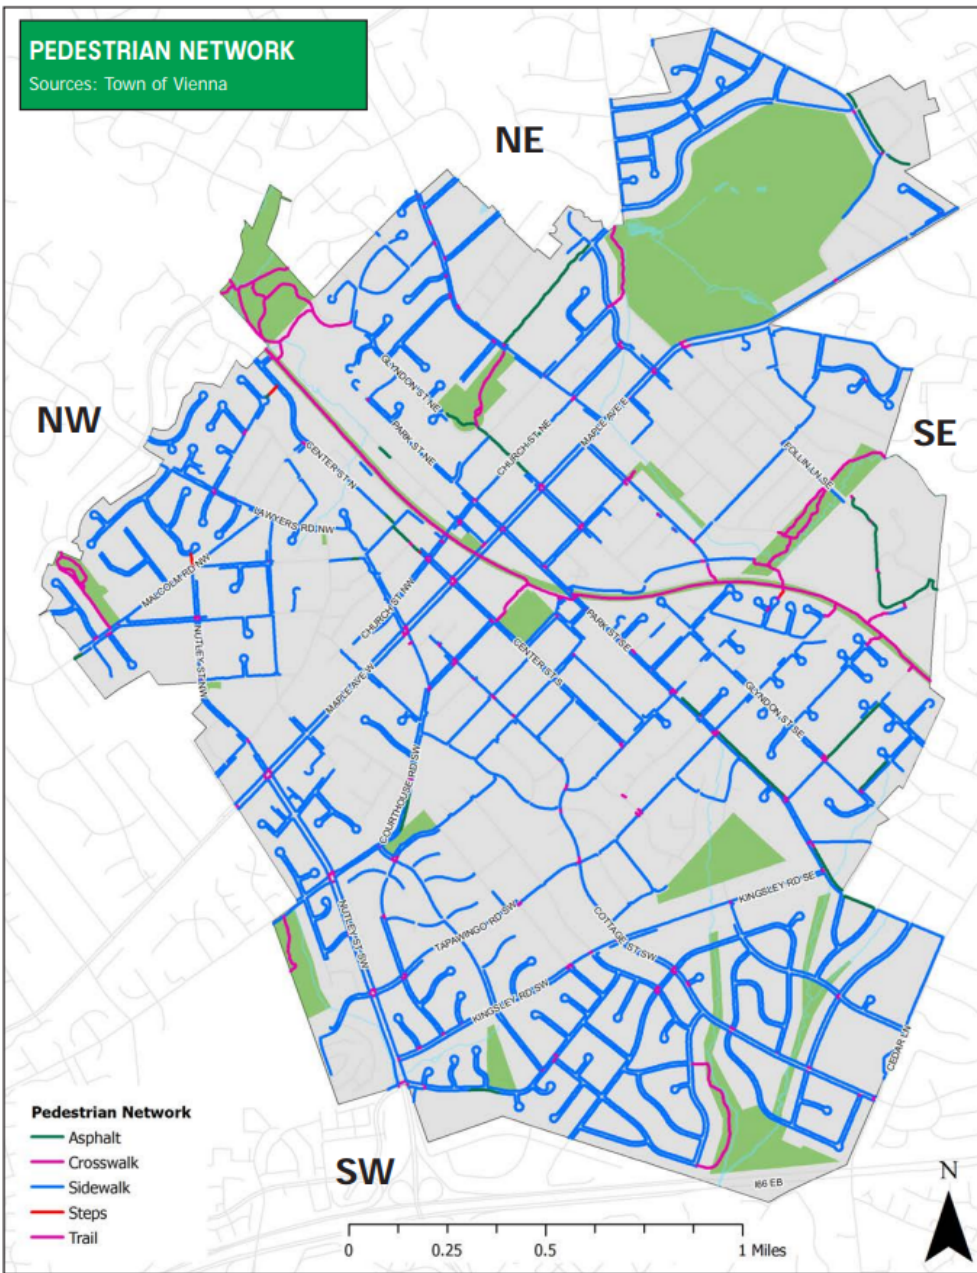 PEDESTRIAN NETWORK
Sources: Town of Vienna
NE
NW
SE
GLYNDON ST NE
PARK ST NE
CHURCH ST NE
MAPLE AVE E
FOLLIN LN SE
CENTER ST N
LAWYERS RD NW
MALCOLM RD NW
CHURCH ST NW
NUTLEY ST NW
MAPLE AVE W
CENTER ST S
PARK ST SE
GLYNDON ST SE
COURTHOUSE RD SW
KINGSLEY RD SE
NUTLEY ST SW
TAPAWINGO RD SW
COTTAGE ST SW
KINGSLEY RD SW
CEDAR LN
I66 EB
SW
Pedestrian Network
Asphalt
Crosswalk
Sidewalk
Steps
Trail
0 0.25 0.5 1 Miles
N